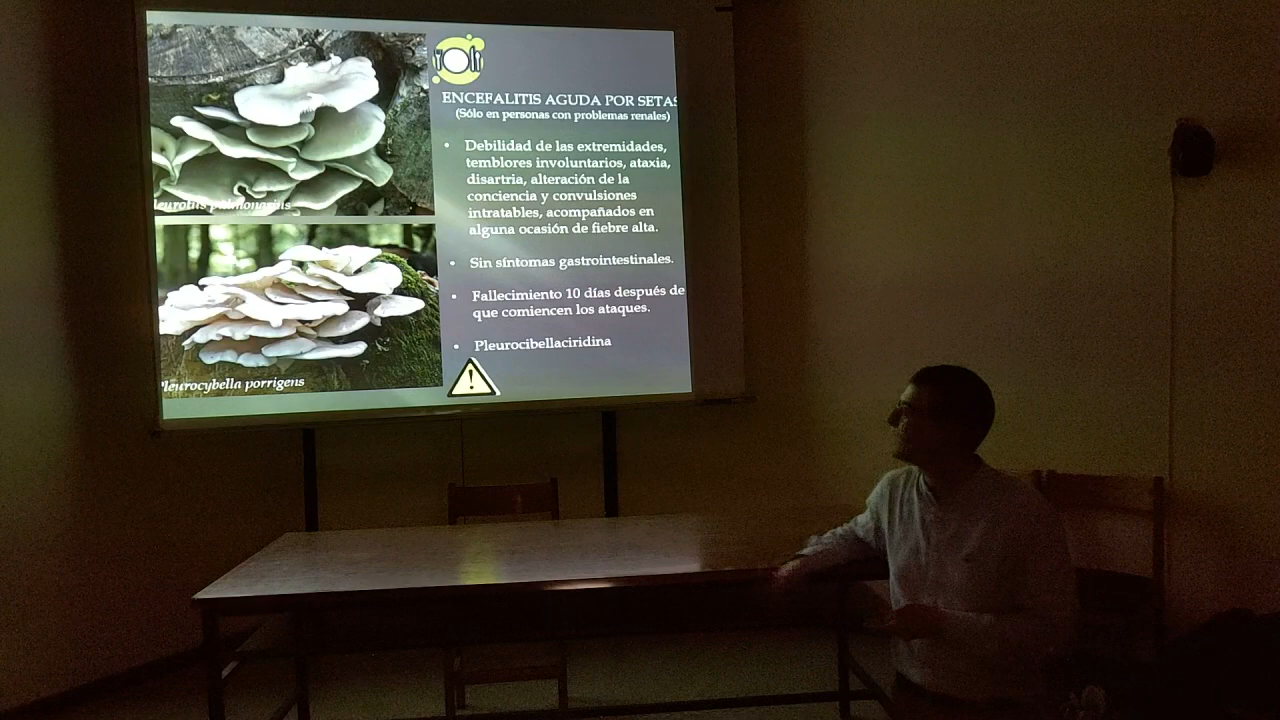 ENCEFALITIS AGUDA POR SETAS
(Sólo en personas con problemas renales)
• Debilidad de las extremidades,
temblores involuntarios, ataxia,
disartria, alteración de la
conciencia y convulsiones
intratables, acompañados en
alguna ocasión de fiebre alta.
• Sin síntomas gastrointestinales.
• Fallecimiento 10 días después de
que comiencen los ataques.
• Pleurocibellaciridina
leurotus pulmonarius
Pleurocybella porrigens